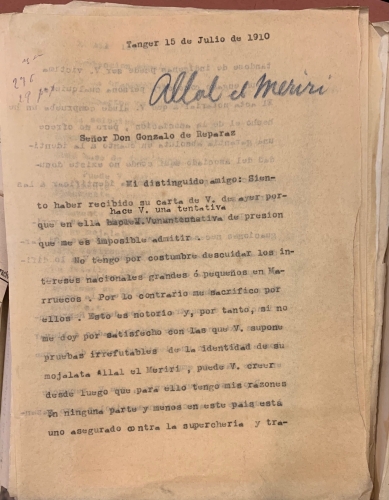 Yanger 15 de Julio de 1910
276
Allal el Meriri
Señor Don Gonzalo de Reparaz
Mi distinguido amigo: Sien-
to haber recibido su carta de V. de ayer por-
hace V. una tentativa
que en ella de presion
que me es imposible admitir .
No tengo por costumbre descuidar los in-
tereses nacionales grandes ó pequeños en Ma-
rruecos . Por lo contrario me sacrifico por
ellos . Esto es notorio y, por tanto, si no
me doy por satisfecho con las que V. supone
pruebas irrefutables de la identidad de su
mojalata Allal el Meriri , puede V. creer
desde luego que para ello tengo mis razones
En ninguna parte y menos en este pais está
uno asegurado contra la supercheria y tra-